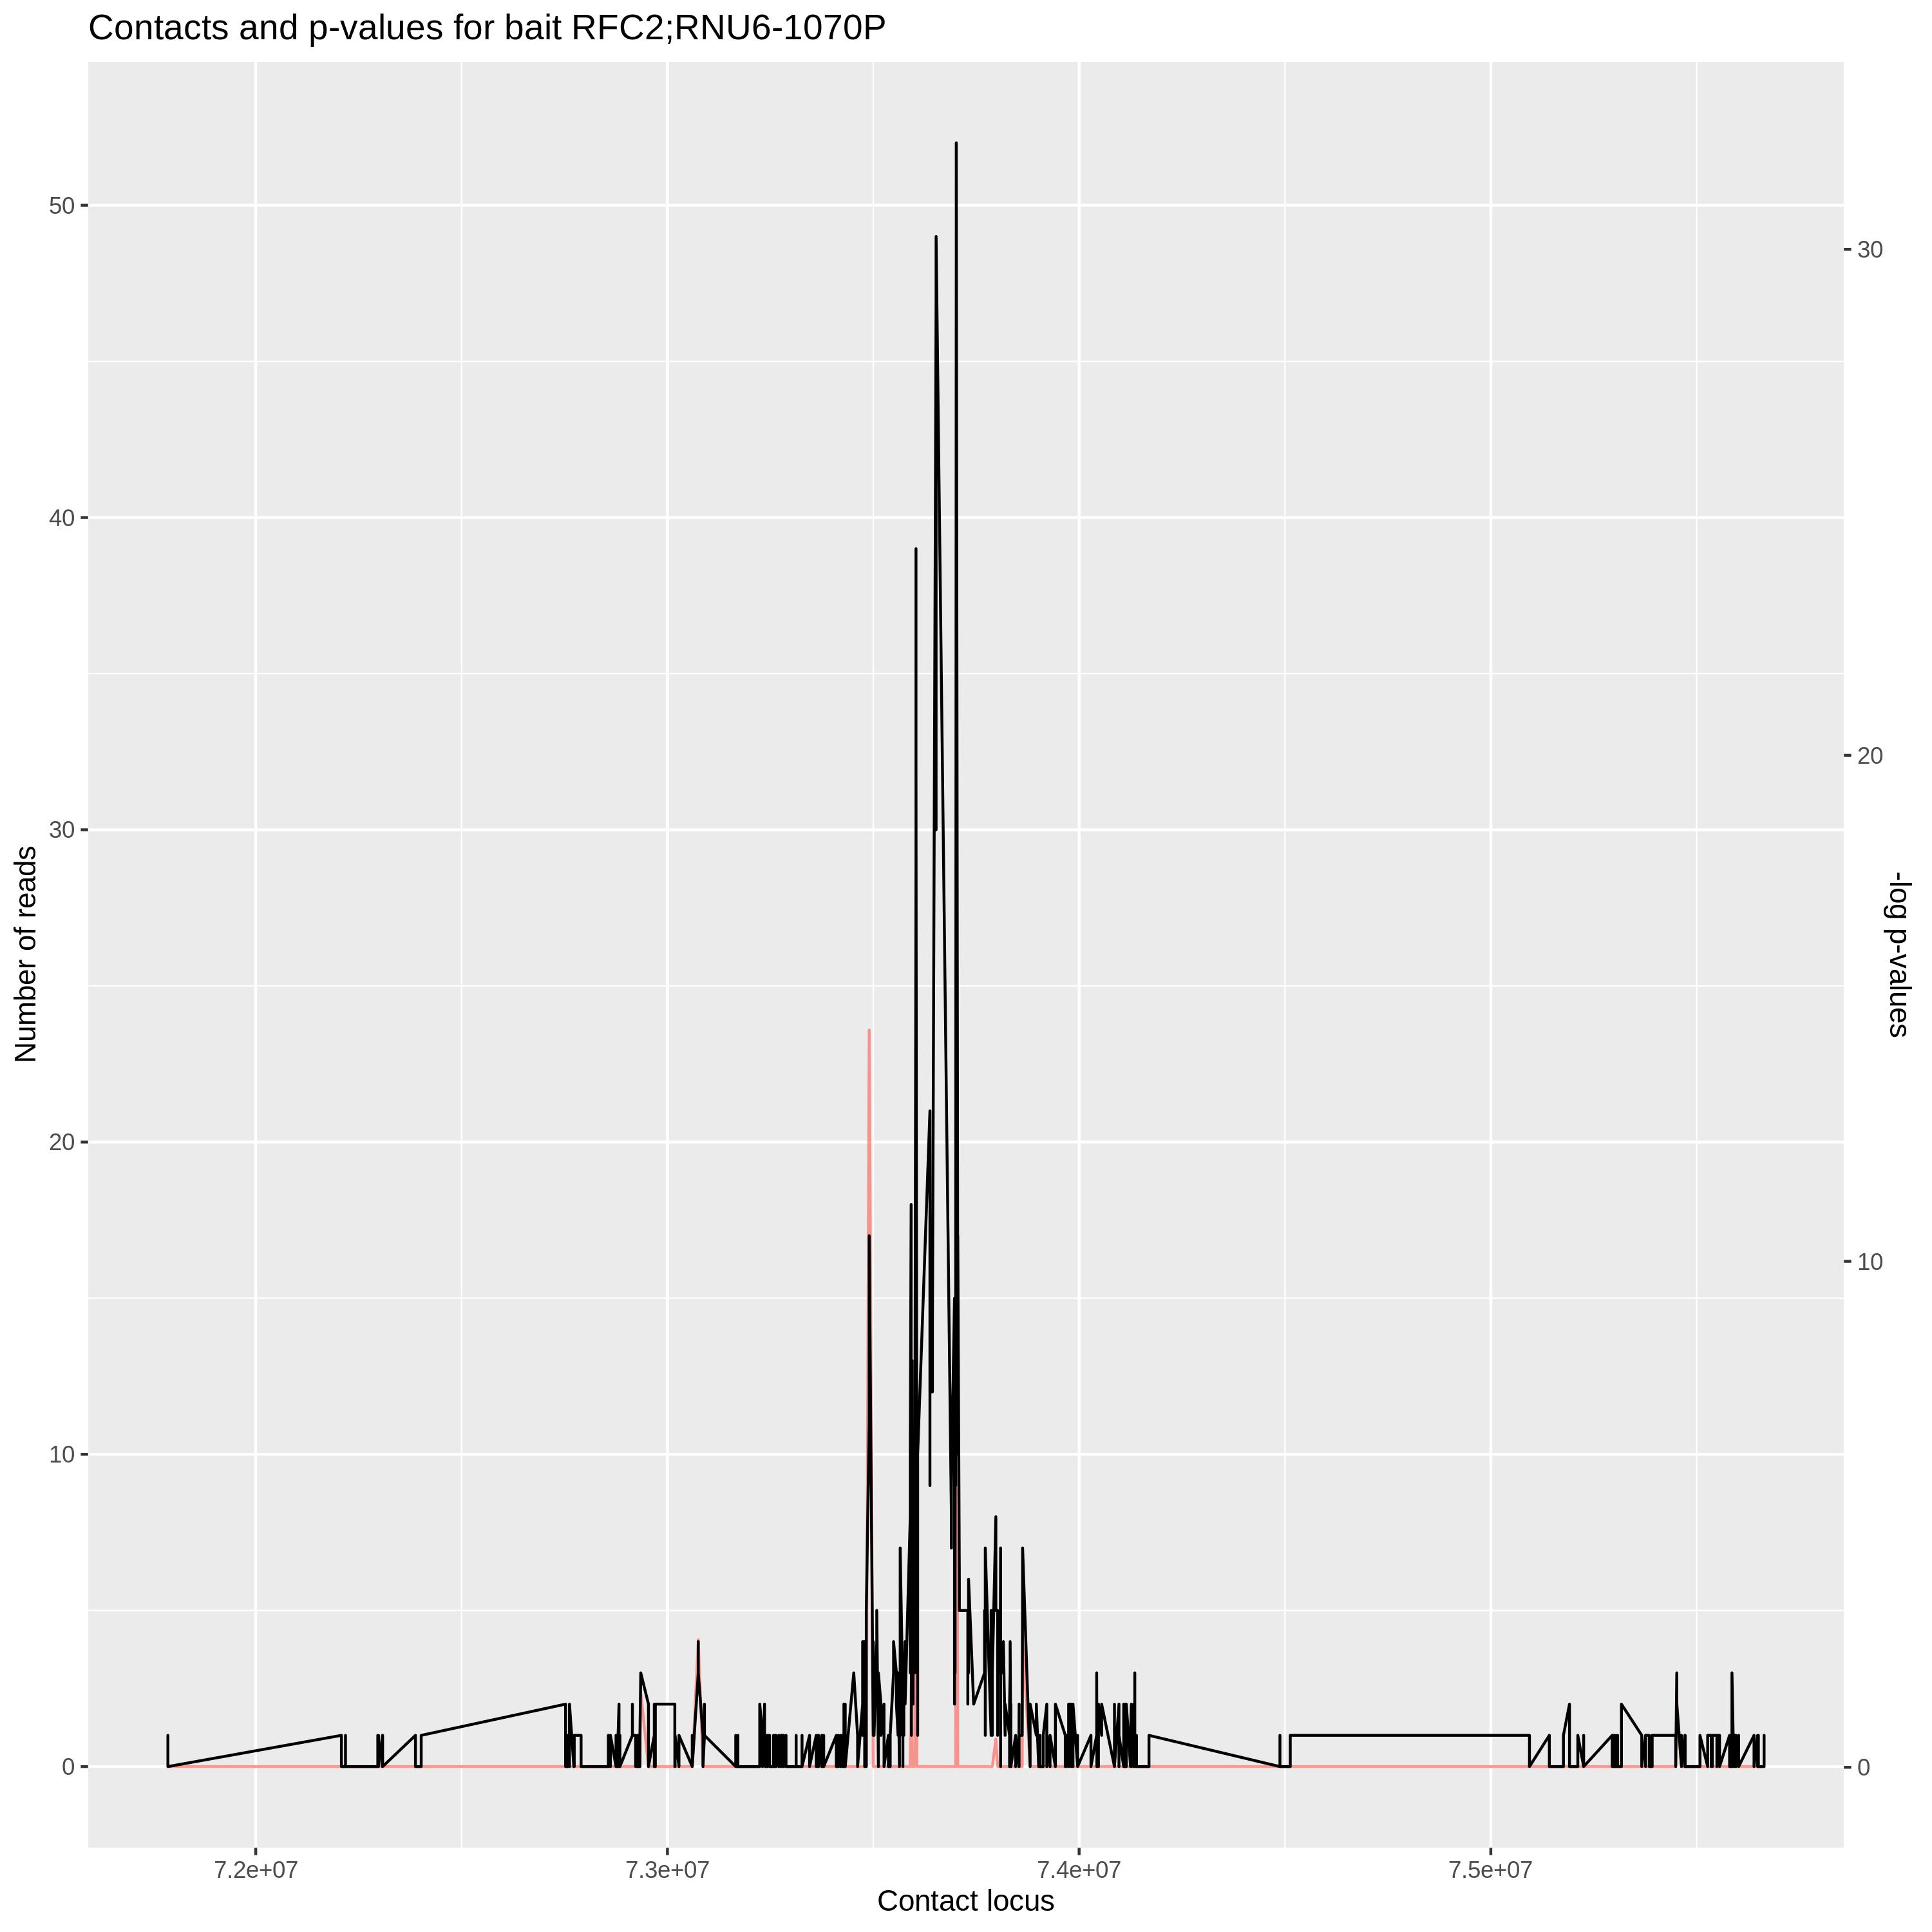 Contacts and p-values for bait RFC2;RNU6-1070P
50
40
30
20
10
0
Number of reads
30
20
10
0
-log p-values
7.2e+07 7.3e+07 7.4e+07 7.5e+07
Contact locus